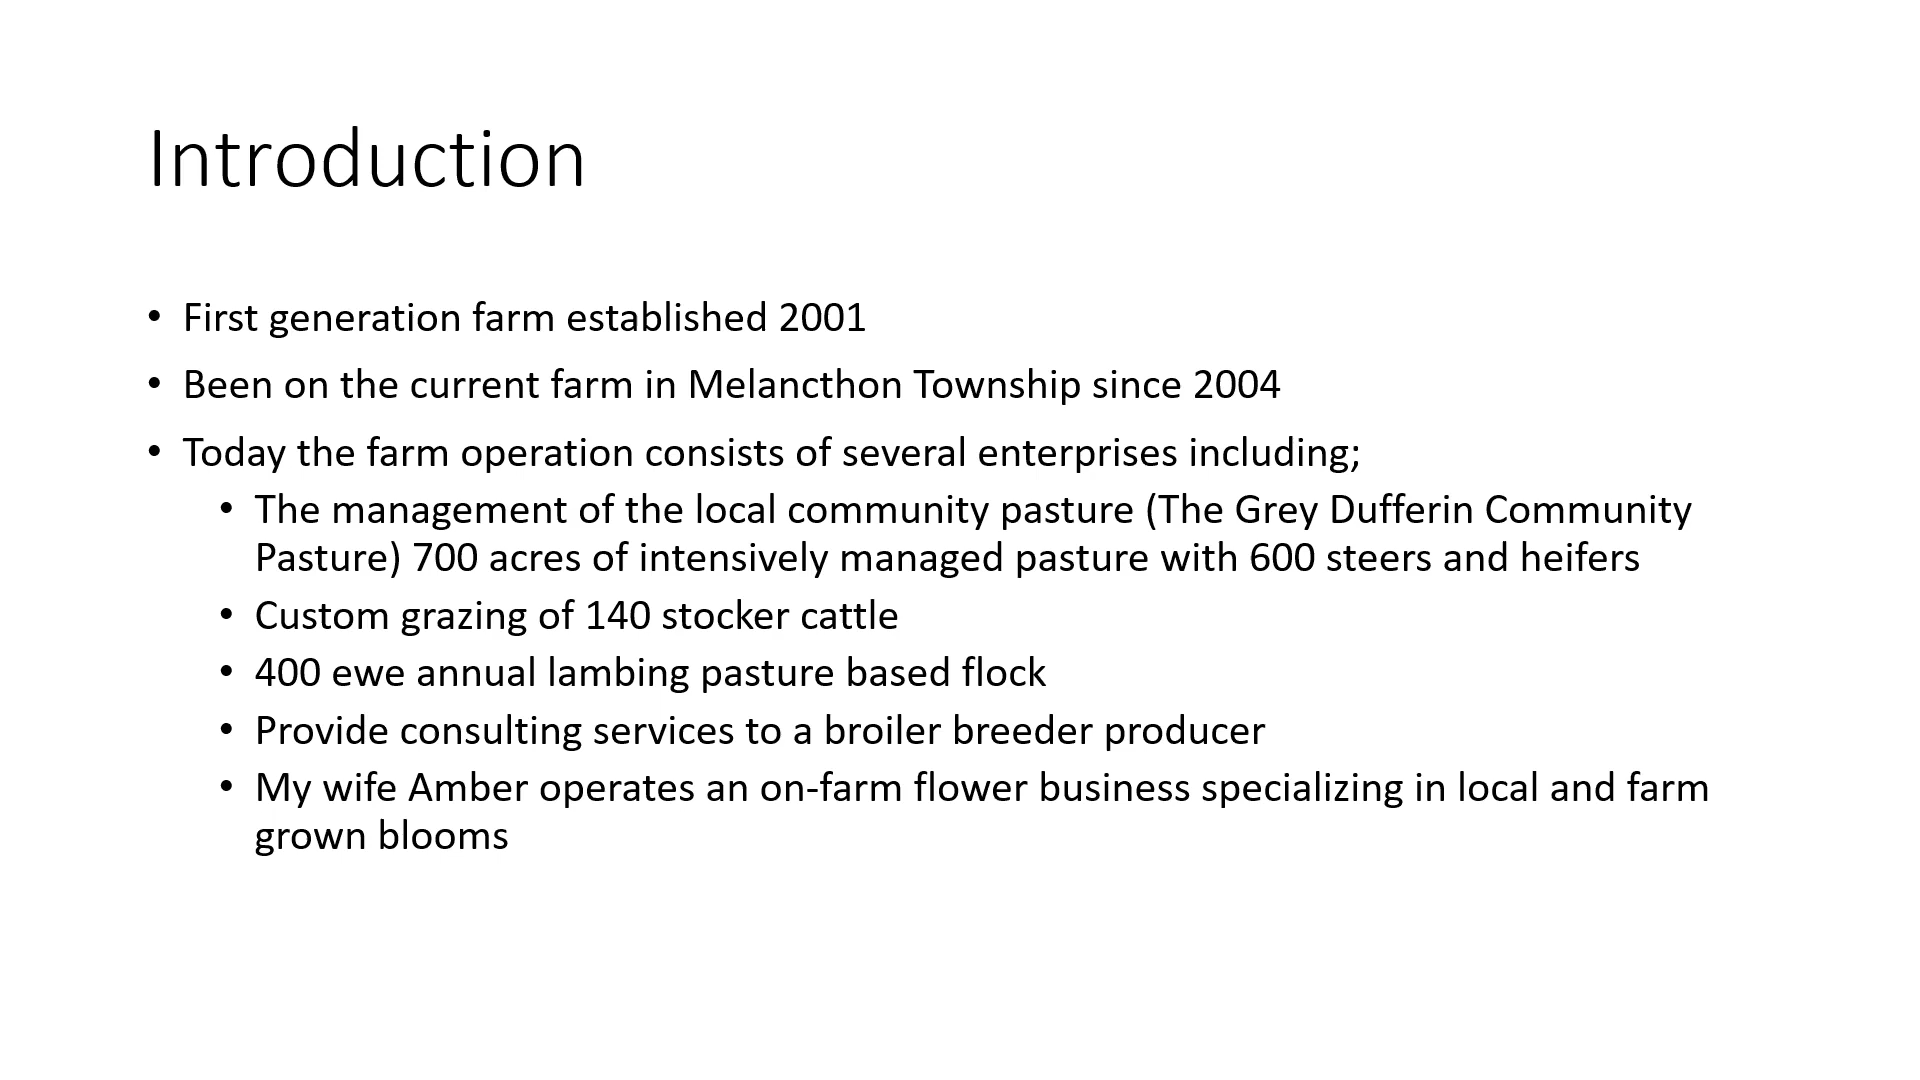 Introduction
• First generation farm established 2001
• Been on the current farm in Melancthon Township since 2004
• Today the farm operation consists of several enterprises including;
• The management of the local community pasture (The Grey Dufferin Community
Pasture) 700 acres of intensively managed pasture with 600 steers and heifers
• Custom grazing of 140 stocker cattle
• 400 ewe annual lambing pasture based flock
• Provide consulting services to a broiler breeder producer
• My wife Amber operates an on-farm flower business specializing in local and farm
grown blooms